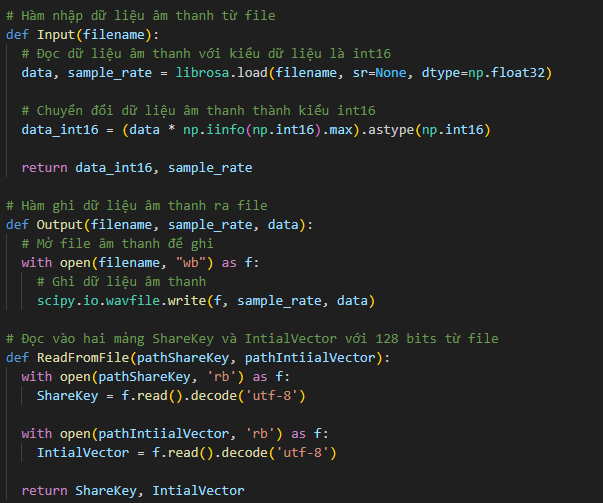 # Hàm nhập dữ liệu âm thanh từ file
def Input(filename):
  # Đọc dữ liệu âm thanh với kiểu dữ liệu là int16
  data, sample_rate = librosa.load(filename, sr=None, dtype=np.float32)

  # Chuyển đổi dữ liệu âm thanh thành kiểu int16
  data_int16 = (data * np.iinfo(np.int16).max).astype(np.int16)

  return data_int16, sample_rate

# Hàm ghi dữ liệu âm thanh ra file
def Output(filename, sample_rate, data):
  # Mở file âm thanh để ghi
  with open(filename, "wb") as f:
    # Ghi dữ liệu âm thanh
    scipy.io.wavfile.write(f, sample_rate, data)

# Đọc vào hai mảng ShareKey và IntialVector với 128 bits từ file
def ReadFromFile(pathShareKey, pathIntiialVector):
  with open(pathShareKey, 'rb') as f:
    ShareKey = f.read().decode('utf-8')

  with open(pathIntiialVector, 'rb') as f:
    IntialVector = f.read().decode('utf-8')

  return ShareKey, IntialVector